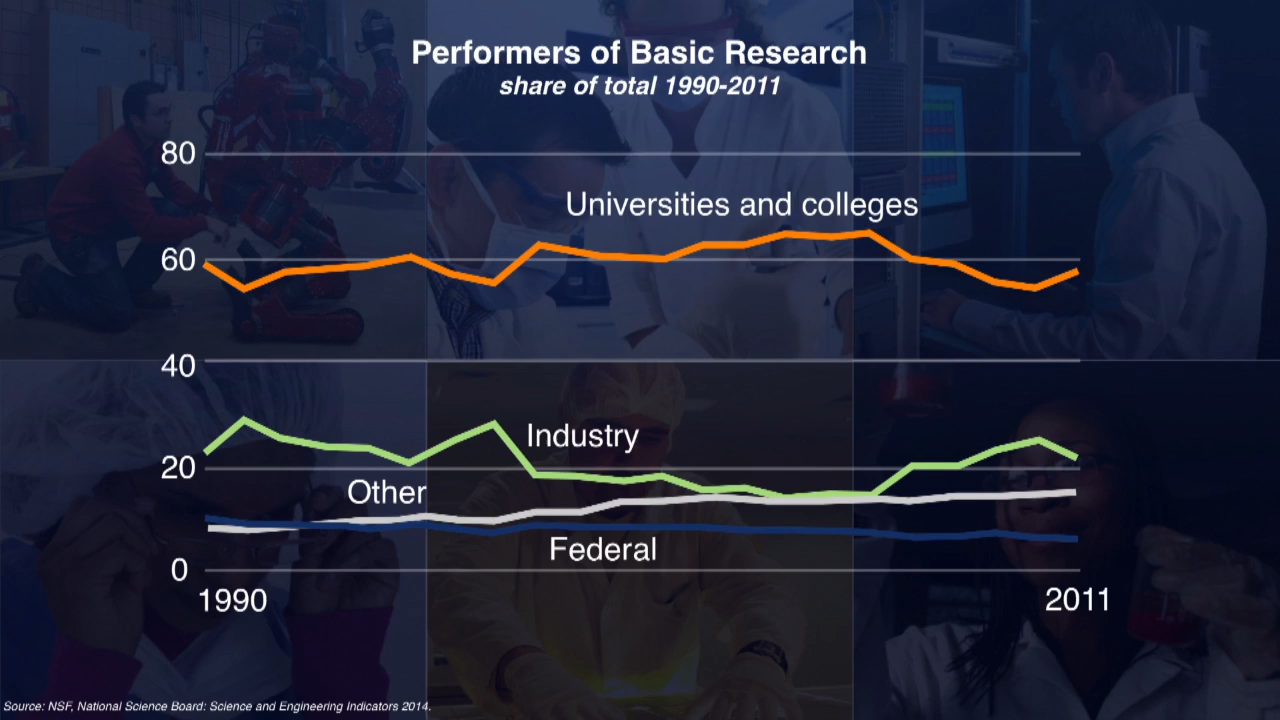 Performers of Basic Research
share of total 1990-2011
80
Universities and colleges
60
40
Industry
20
Other
Federal
0
1990
2011
Source: NSF, National Science Board: Science and Engineering Indicators 2014.